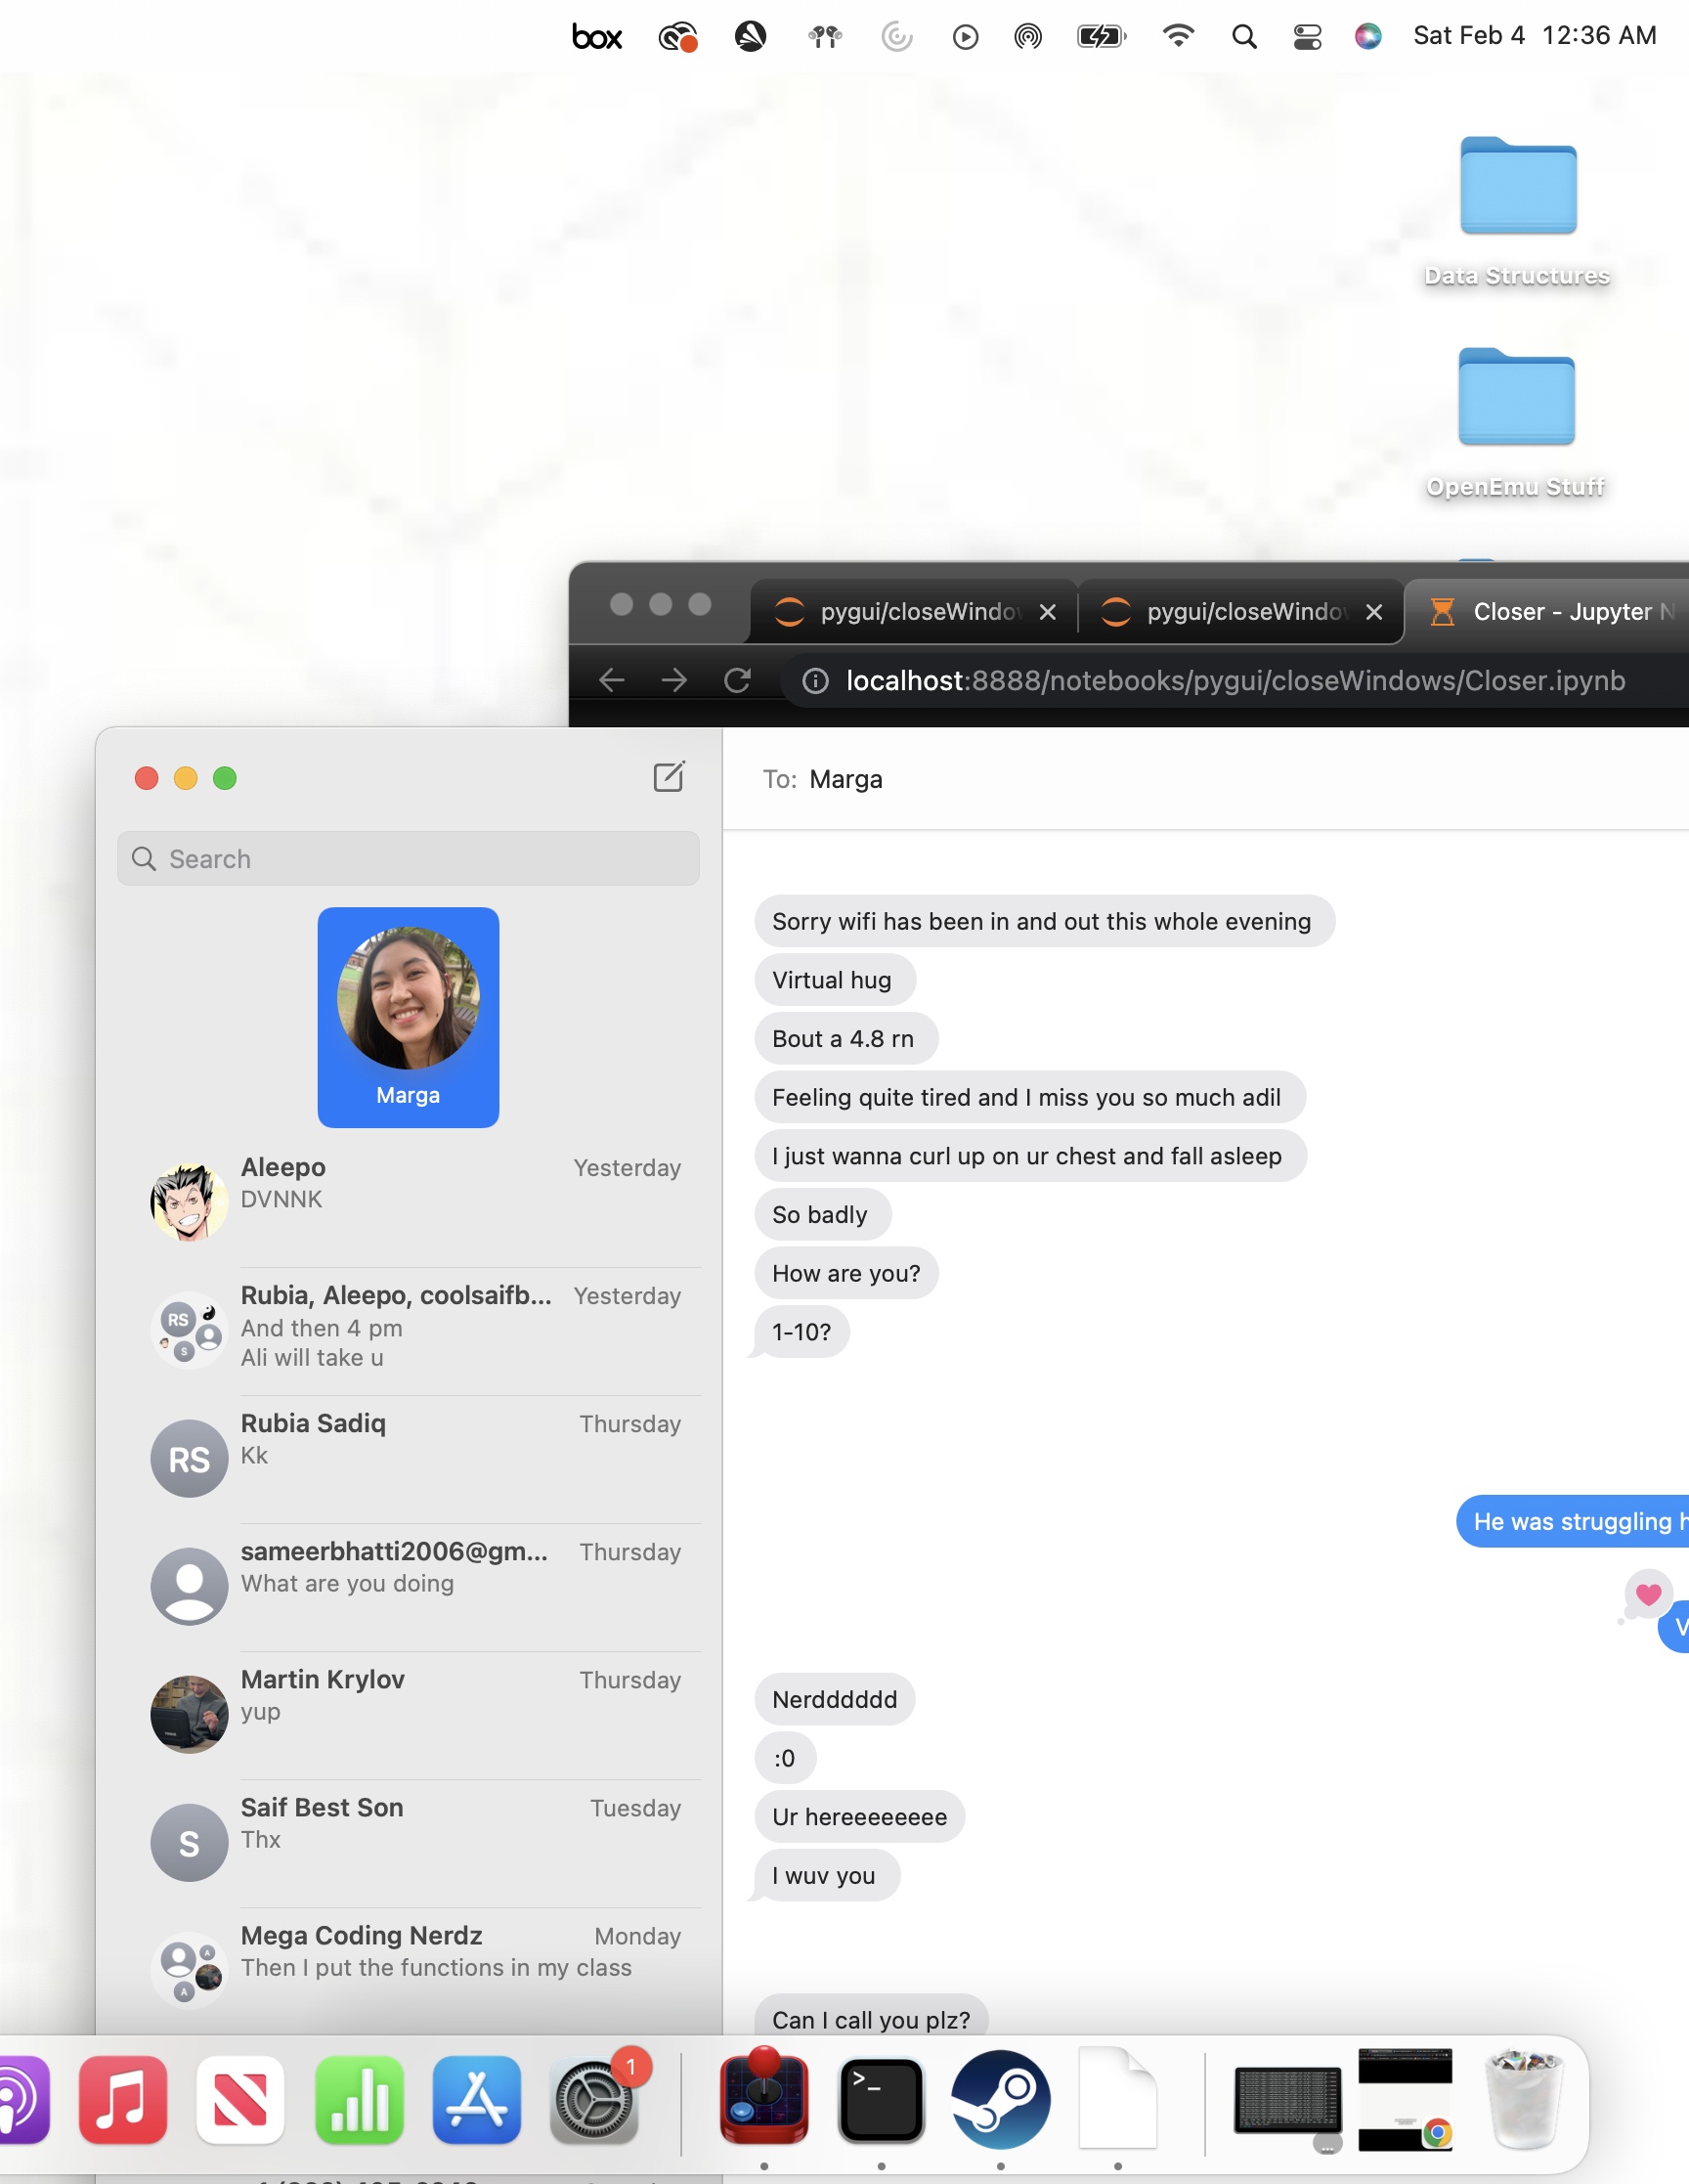 box
Sat Feb 4 12:36 AM
Data Structures
OpenEmu Stuff
pygui/closeWindo
pygui/closeWindo
Closer - Jupyter N
localhost:8888/notebooks/pygui/closeWindows/Closer.ipynb
Search
Marga
Aleepo Yesterday
DVNNK
RS
S
Rubia, Aleepo, coolsaifb... Yesterday
And then 4 pm
Ali will take u
RS
Rubia Sadiq Thursday
Kk
sameerbhatti2006@gm... Thursday
What are you doing
Martin Krylov Thursday
yup
S
Saif Best Son Tuesday
Thx
A
A
Mega Coding Nerdz Monday
Then I put the functions in my class
To: Marga
Sorry wifi has been in and out this whole evening
Virtual hug
Bout a 4.8 rn
Feeling quite tired and I miss you so much adil
I just wanna curl up on ur chest and fall asleep
So badly
How are you?
1-10?
He was struggling
Nerdddddd
:0
Ur hereeeeeeee
I wuv you
Can I call you plz?
1
>_